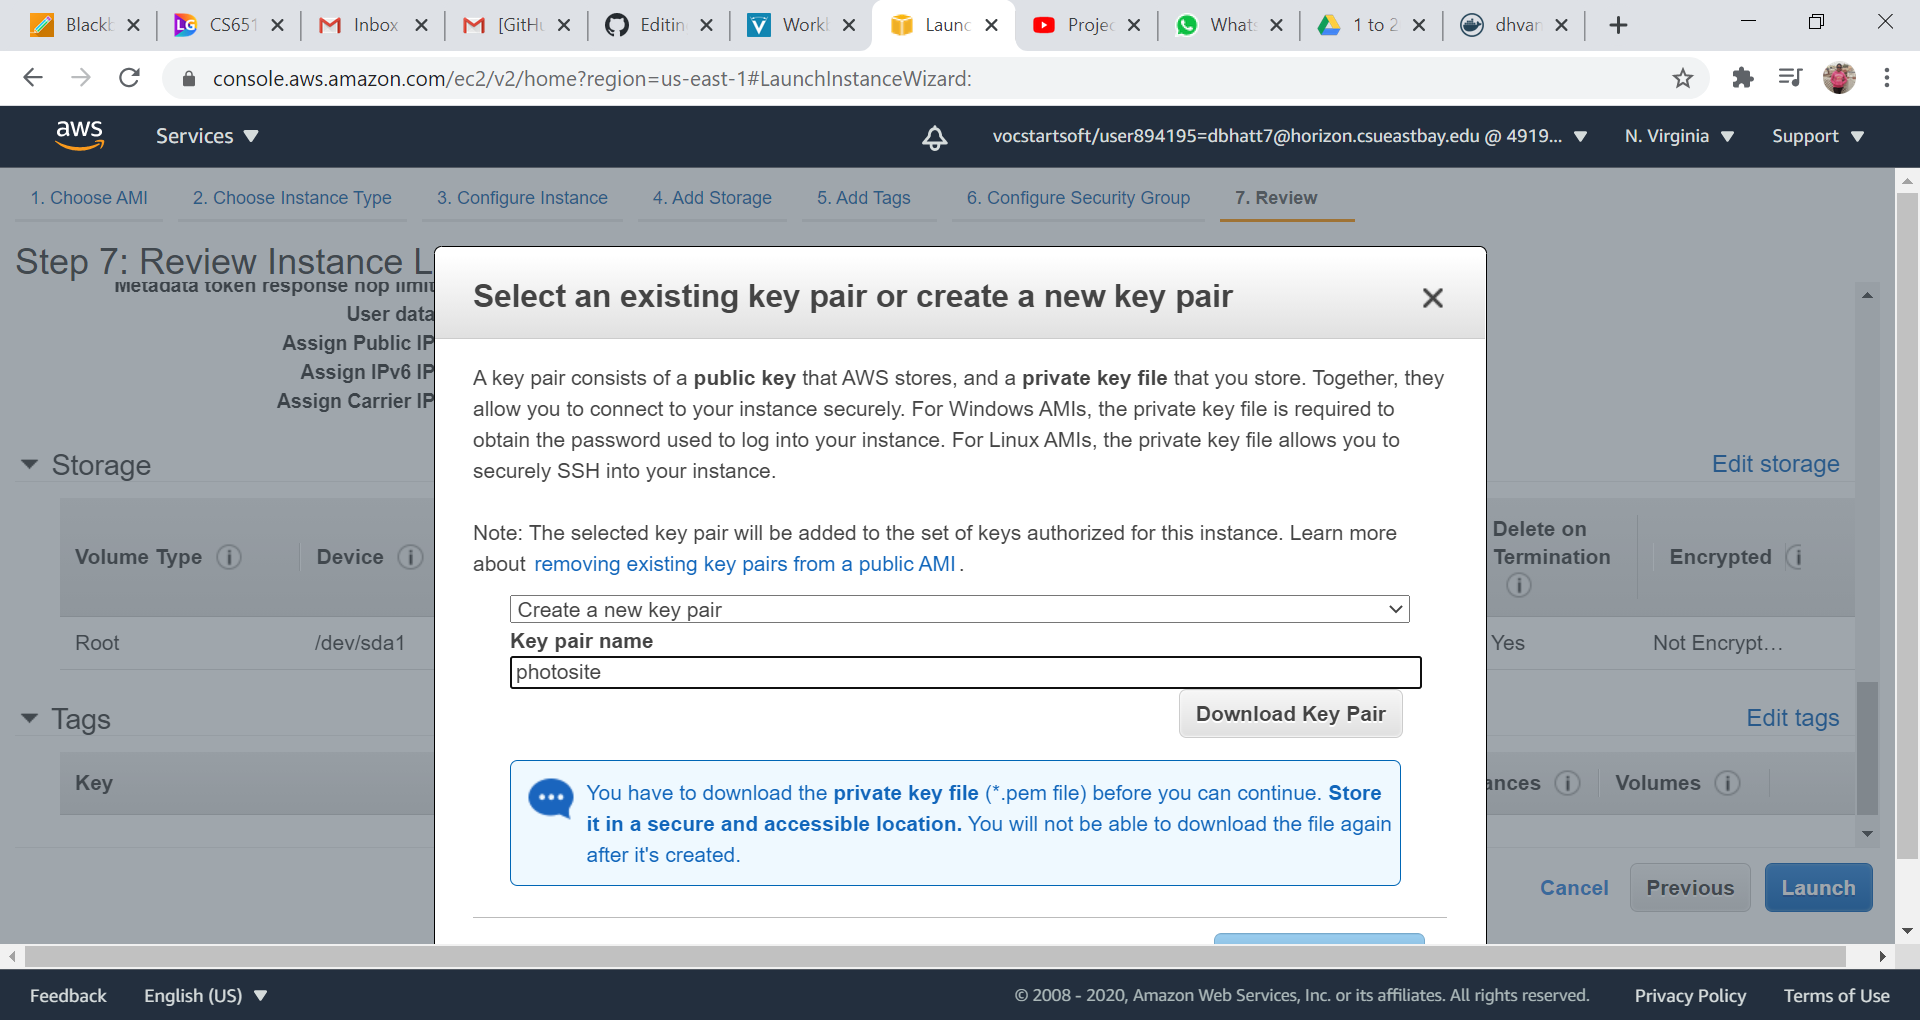 Blackb
CS651
Inbox
[GitHu
Editin
Workb
Launc
Projec
Whats
1 to 2
dhvan
console.aws.amazon.com/ec2/v2/home?region=us-east-1#LaunchInstanceWizard:
aws
Services
vocstartsoft/user894195=dbhatt7@horizon.csueastbay.edu @ 4919...
N. Virginia
Support
1. Choose AMI
2. Choose Instance Type
3. Configure Instance
4. Add Storage
5. Add Tags
6. Configure Security Group
7. Review
Step 7: Review Instance L
Metadata token response hop limit
User data
Assign Public IP
Assign IPv6 IP
Assign Carrier IP
Storage
Edit storage
Volume Type
Device
Delete on
Termination
Encrypted
Root
/dev/sda1
Yes
Not Encrypt...
Tags
Edit tags
Key
ances
Volumes
Select an existing key pair or create a new key pair
A key pair consists of a public key that AWS stores, and a private key file that you store. Together, they
allow you to connect to your instance securely. For Windows AMIs, the private key file is required to
obtain the password used to log into your instance. For Linux AMIs, the private key file allows you to
securely SSH into your instance.
Note: The selected key pair will be added to the set of keys authorized for this instance. Learn more
about removing existing key pairs from a public AMI.
Create a new key pair
Key pair name
photosite
Download Key Pair
You have to download the private key file (*.pem file) before you can continue. Store
it in a secure and accessible location. You will not be able to download the file again
after it's created.
Cancel
Previous
Launch
Feedback
English (US)
© 2008 - 2020, Amazon Web Services, Inc. or its affiliates. All rights reserved.
Privacy Policy
Terms of Use